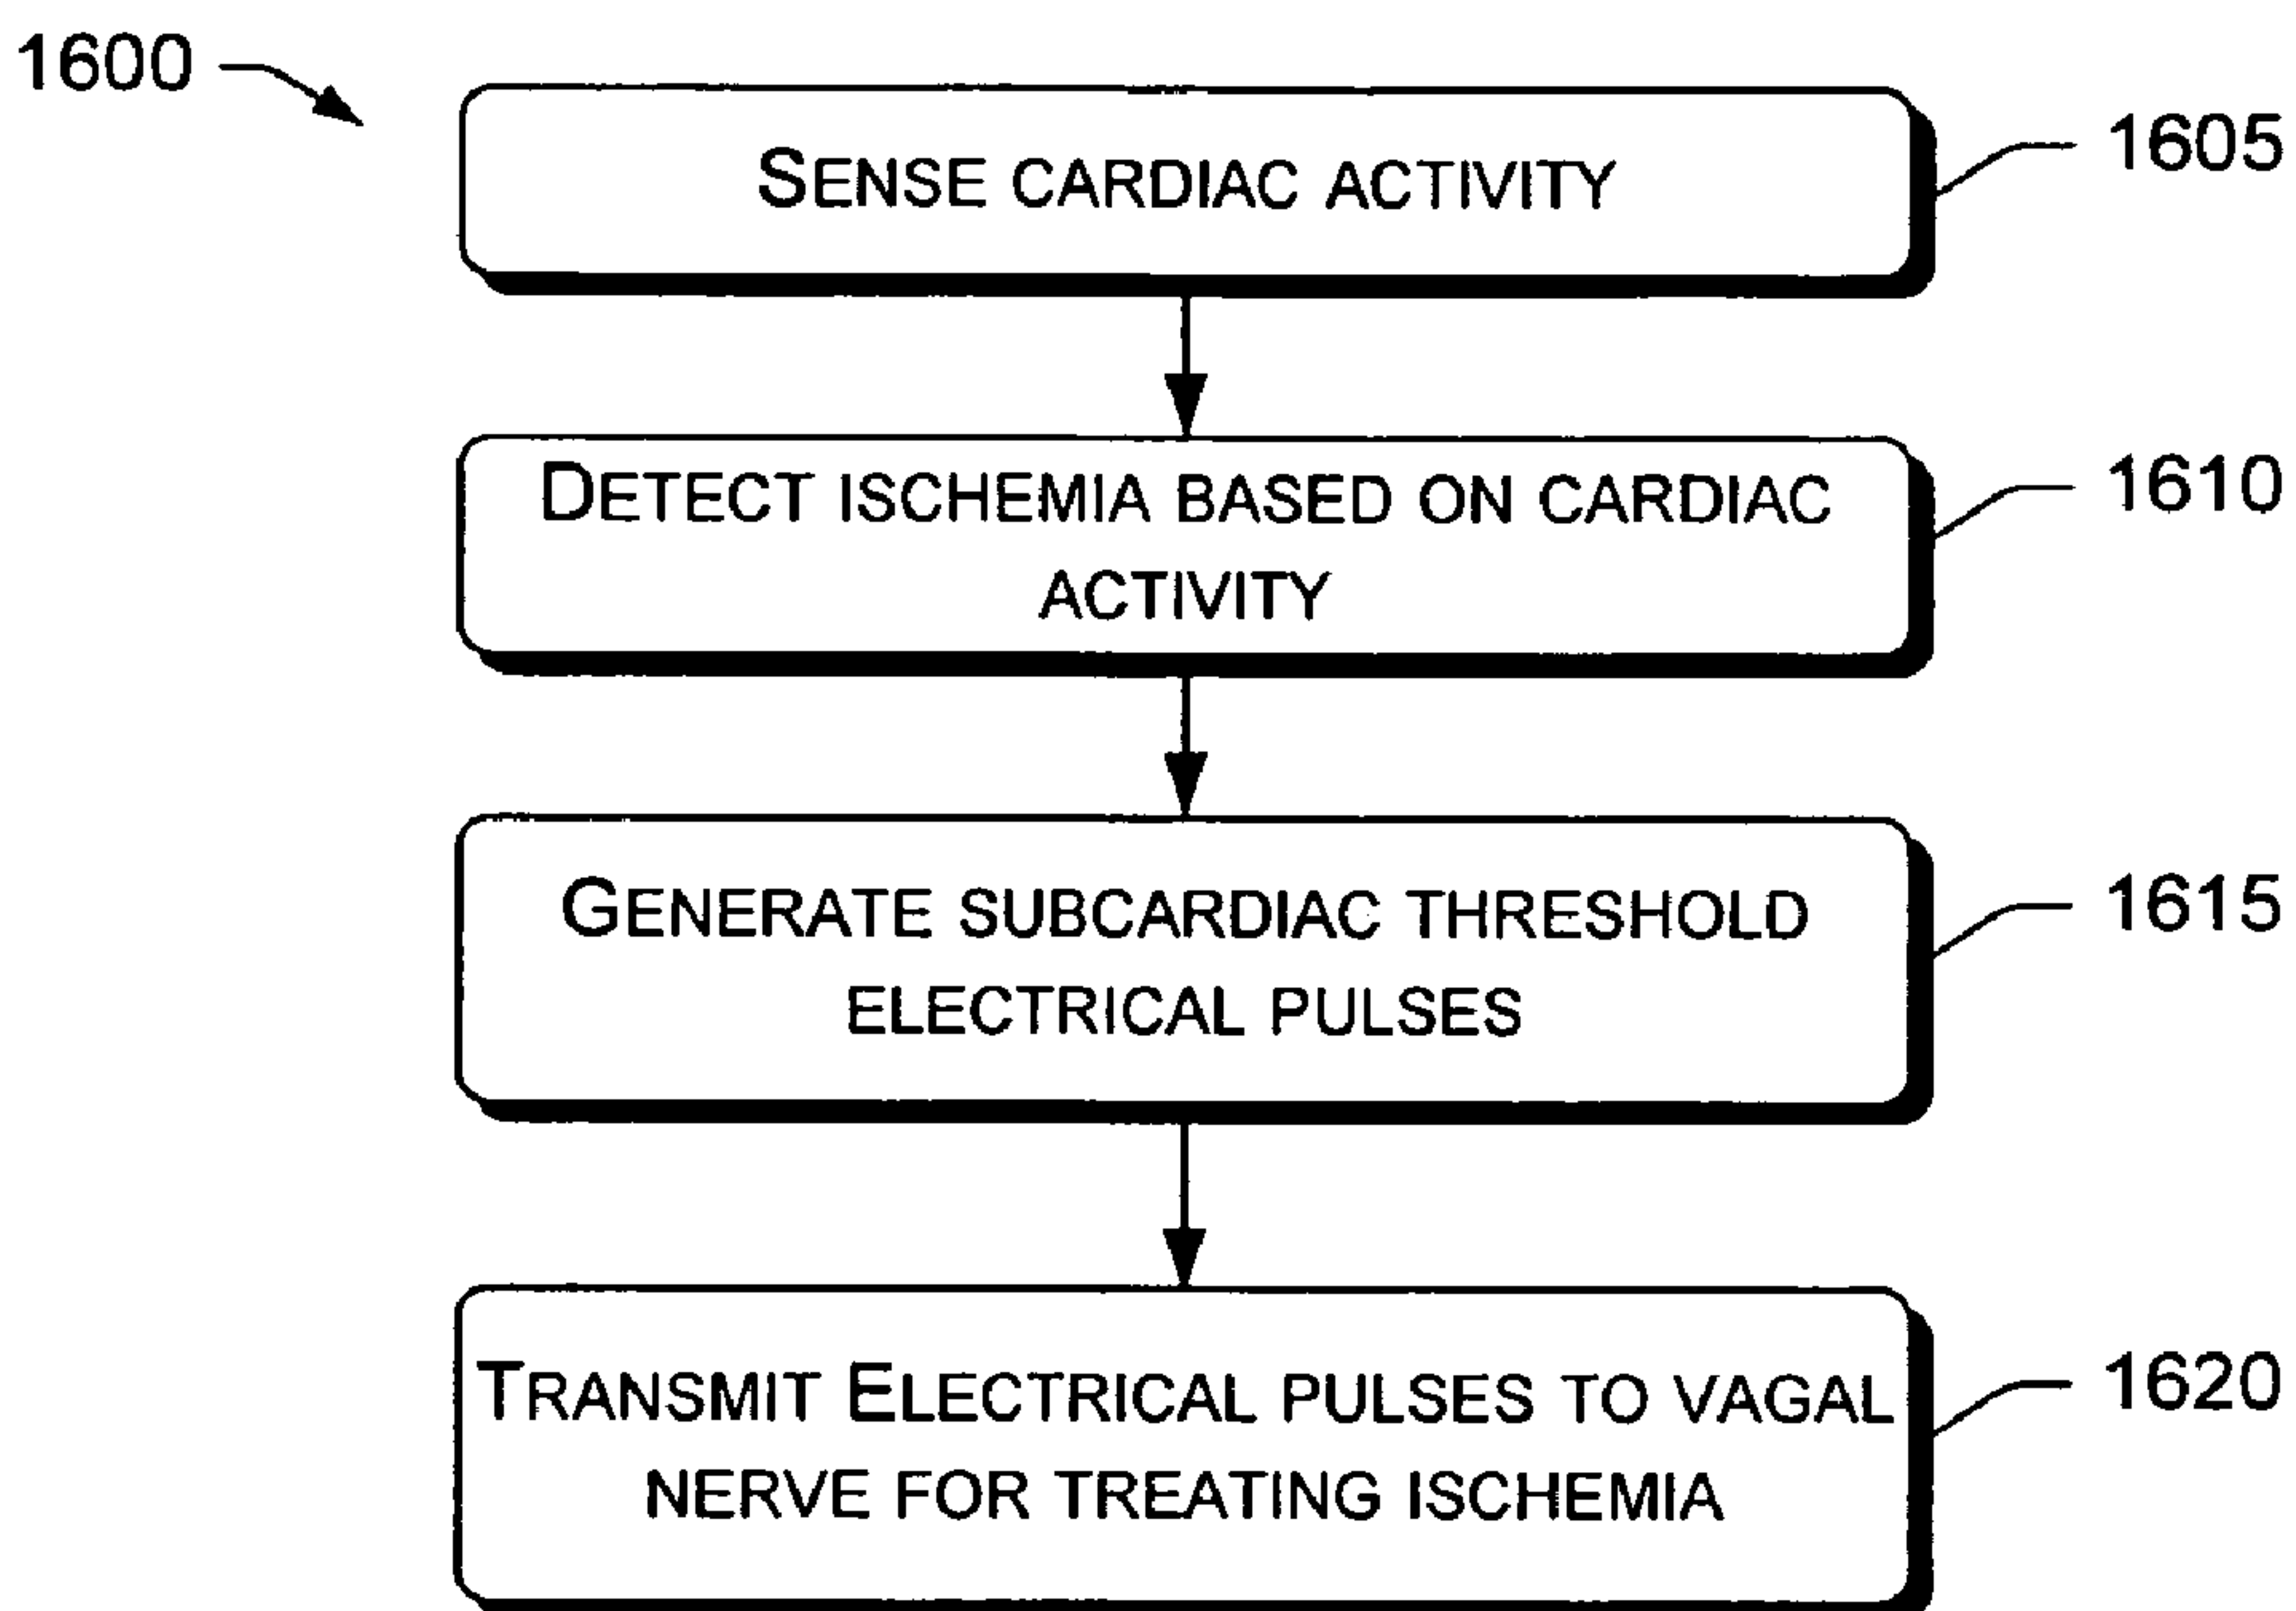 1600
SENSE CARDIAC ACTIVITY
1605
DETECT ISCHEMIA BASED ON CARDIAC
ACTIVITY
1610
GENERATE SUBCARDIAC THRESHOLD
ELECTRICAL PULSES
1615
TRANSMIT ELECTRICAL PULSES TO VAGAL
NERVE FOR TREATING ISCHEMIA
1620